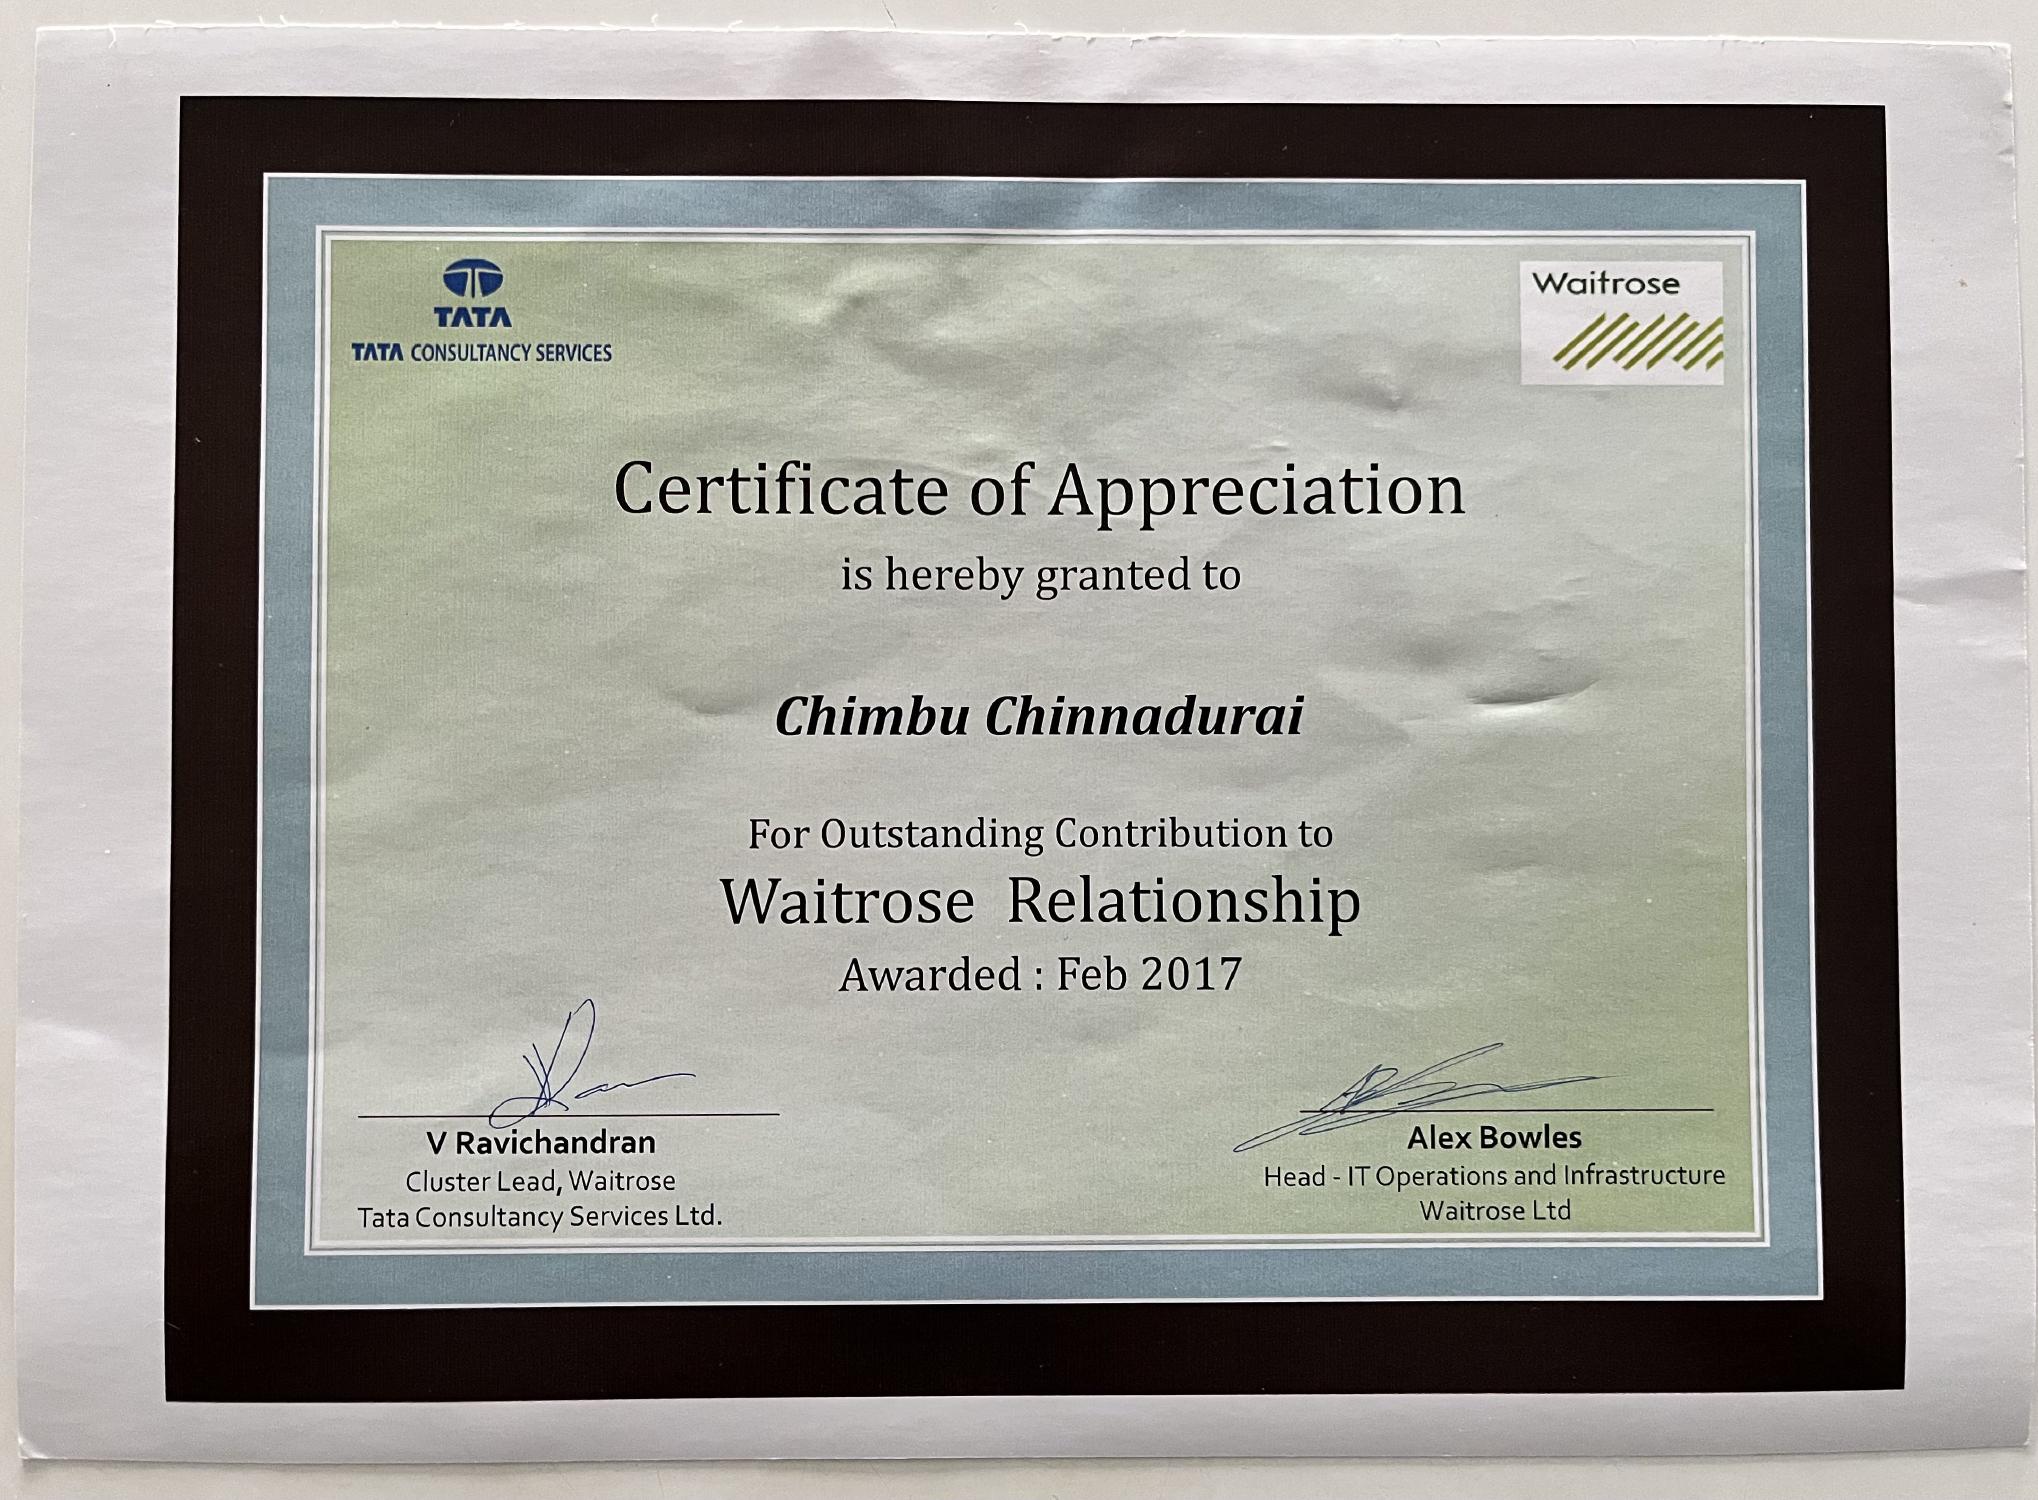 TATA
TATA CONSULTANCY SERVICES
Waitrose
Certificate of Appreciation
is hereby granted to
Chimbu Chinnadurai
For Outstanding Contribution to
Waitrose Relationship
Awarded : Feb 2017
V Ravichandran
Cluster Lead, Waitrose
Tata Consultancy Services Ltd.
Alex Bowles
Head - IT Operations and Infrastructure
Waitrose Ltd